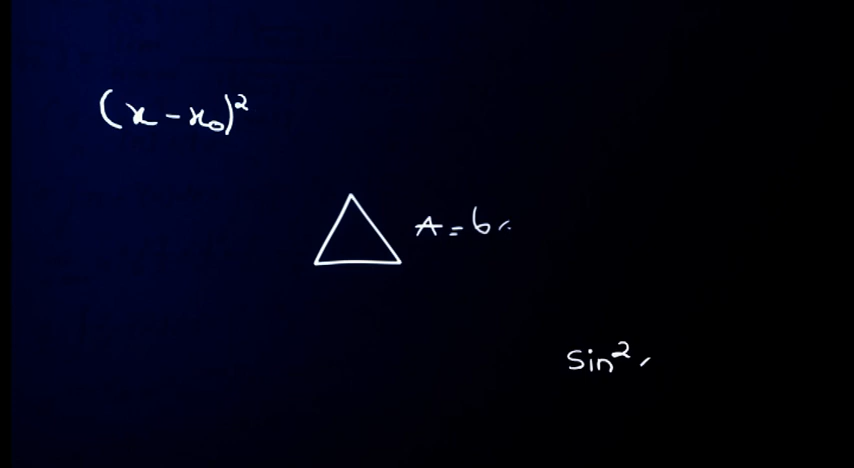 (x - x₀)²
A = b
sin²